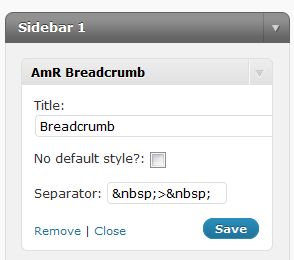 Sidebar 1
AmR Breadcrumb
Title:
Breadcrumb
No default style?:
Separator: &nbsp;>&nbsp;
Remove | Close Save